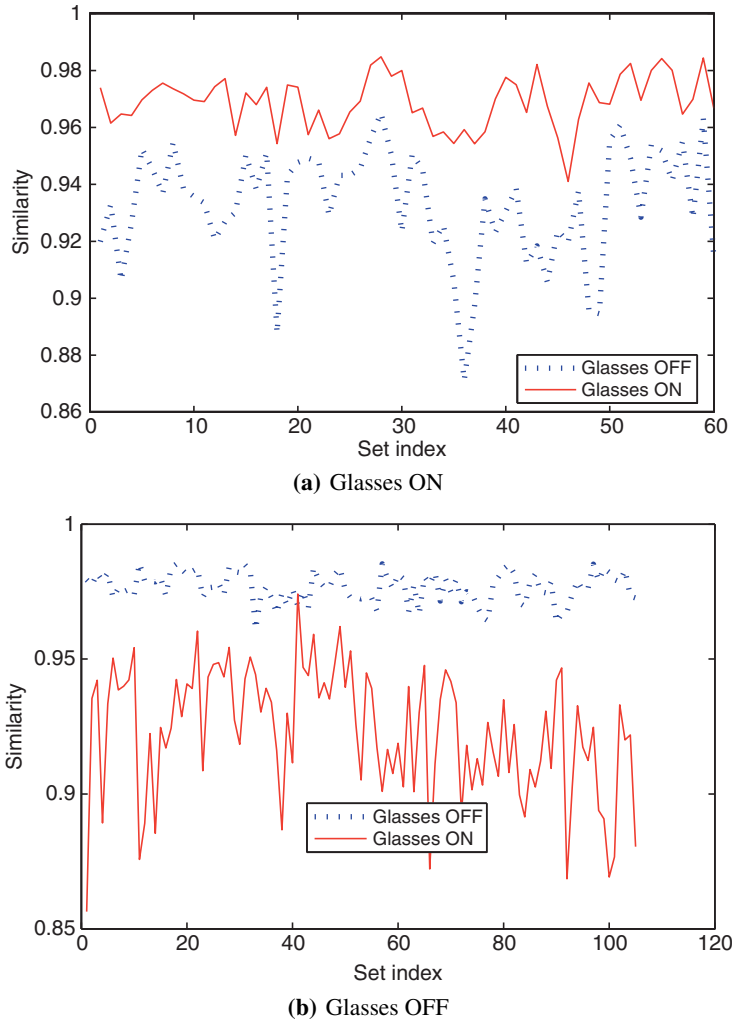 1
0.98
0.96
0.94
0.92
0.9
0.88
0.86
Similarity
0 10 20 30 40 50 60
Set index
Glasses OFF
Glasses ON
(a) Glasses ON
1
0.95
0.9
0.85
Similarity
0 20 40 60 80 100 120
Set index
Glasses OFF
Glasses ON
(b) Glasses OFF